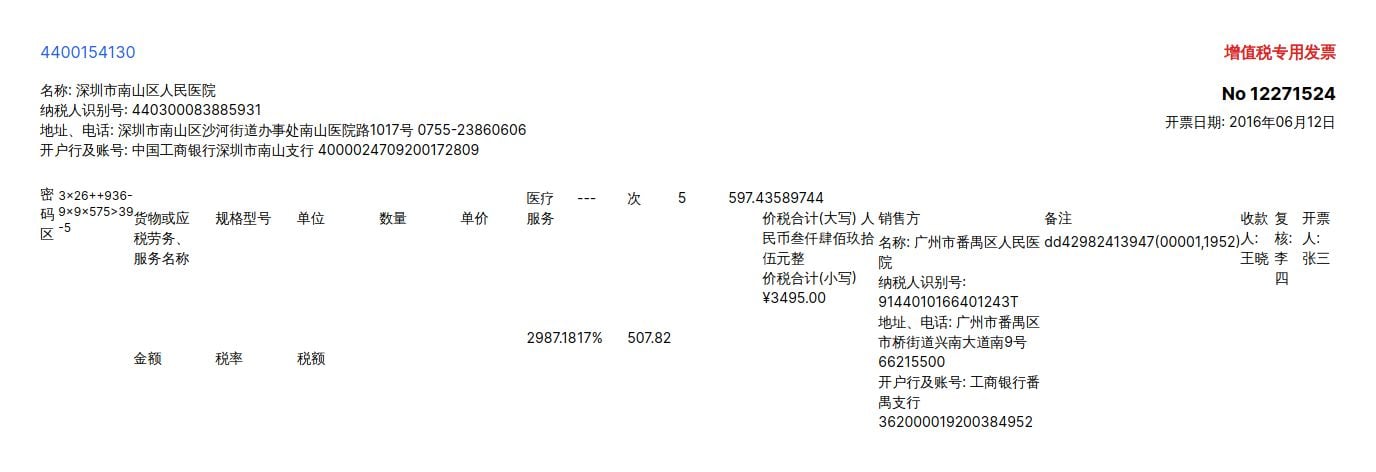 4400154130
增值税专用发票
名称: 深圳市南山区人民医院
纳税人识别号: 440300083885931
地址、电话: 深圳市南山区沙河街道办事处南山医院路1017号 0755-23860606
开户行及账号: 中国工商银行深圳市南山支行 4000024709200172809
No 12271524
开票日期: 2016年06月12日
密
码
区
3×26++936-
9×9×575>39
-5
货物或应
税劳务、
服务名称
规格型号
单位
数量
单价
金额
税率
税额
医疗
服务
---
次
5
597.43589744
2987.1817%
507.82
价税合计(大写) 人
民币叁仟肆佰玖拾
伍元整
价税合计(小写)
¥3495.00
销售方
名称: 广州市番禺区人民医
院
纳税人识别号:
9144010166401243T
地址、电话: 广州市番禺区
市桥街道兴南大道南9号
66215500
开户行及账号: 工商银行番
禺支行
362000019200384952
备注
dd42982413947(00001,1952)
收款
人:
王晓
复
核:
李
四
开票
人:
张三